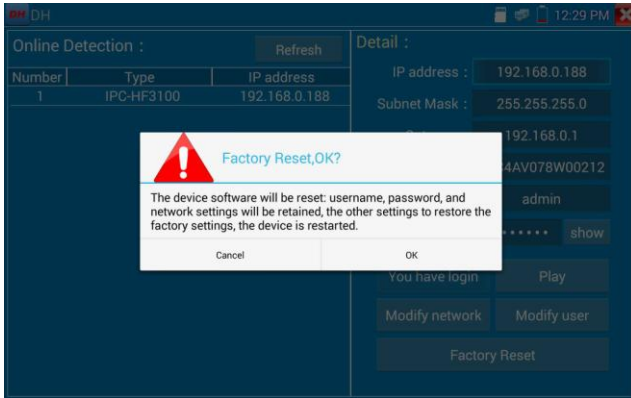 DH DH 12:29 PM
Online Detection : Refresh
Number Type IP address
1 IPC-HF3100 192.168.0.188
Detail :
IP address : 192.168.0.188
Subnet Mask : 255.255.255.0
192.168.0.1
4AV078W00212
admin
•••••• show
You have login Play
Modify network Modify user
Factory Reset
Factory Reset,OK?
The device software will be reset: username, password, and
network settings will be retained, the other settings to restore the
factory settings, the device is restarted.
Cancel OK